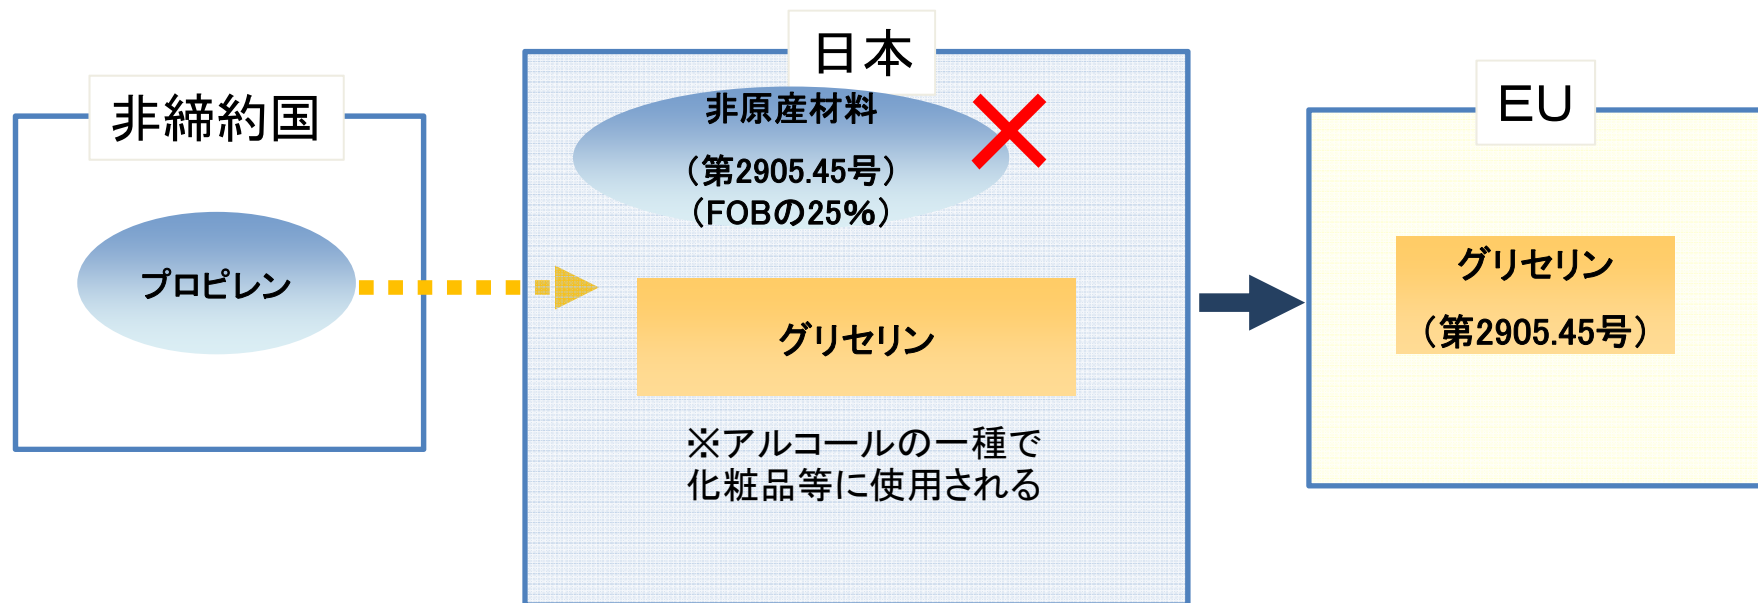 非締約国
プロピレン
日本
非原産材料
（第2905.45号）
（FOBの25%）
グリセリン
※アルコールの一種で
化粧品等に使用される
EU
グリセリン
（第2905.45号）